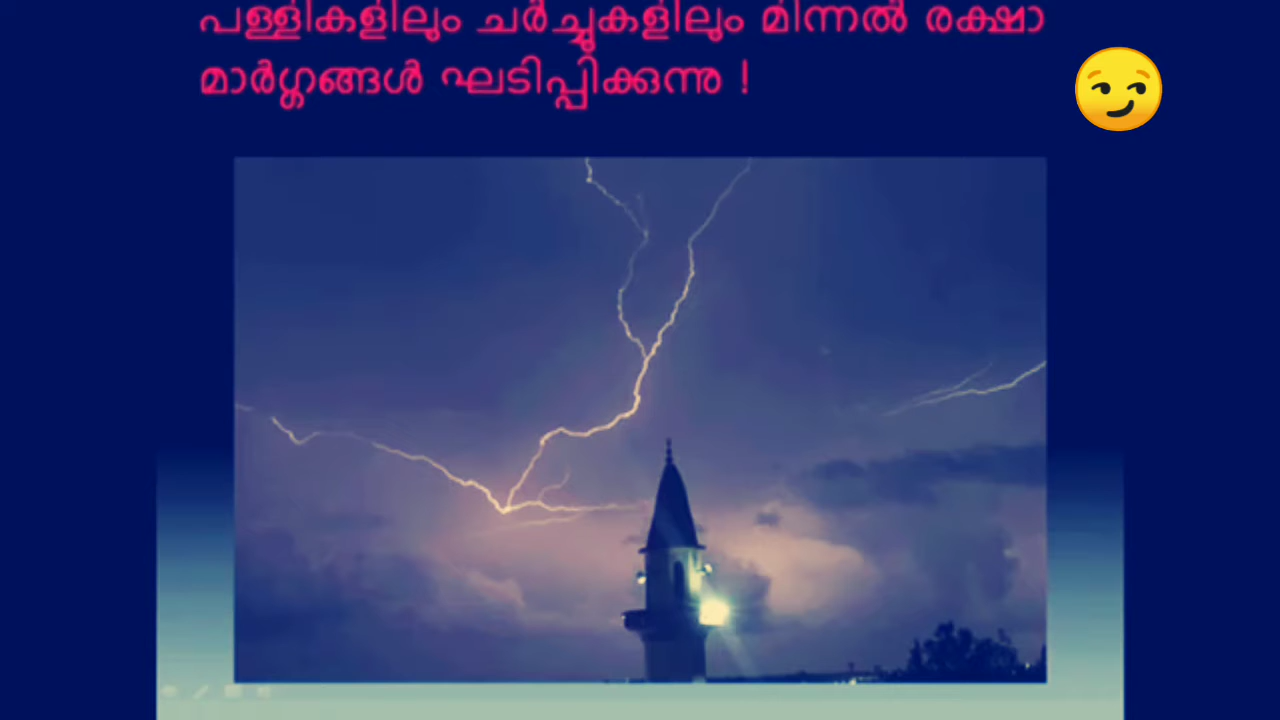 പള്ളികളിലും ചർച്ചുകളിലും മിന്നൽ രക്ഷാ
മാർഗ്ഗങ്ങൾ ഘടിപ്പിക്കുന്നു !